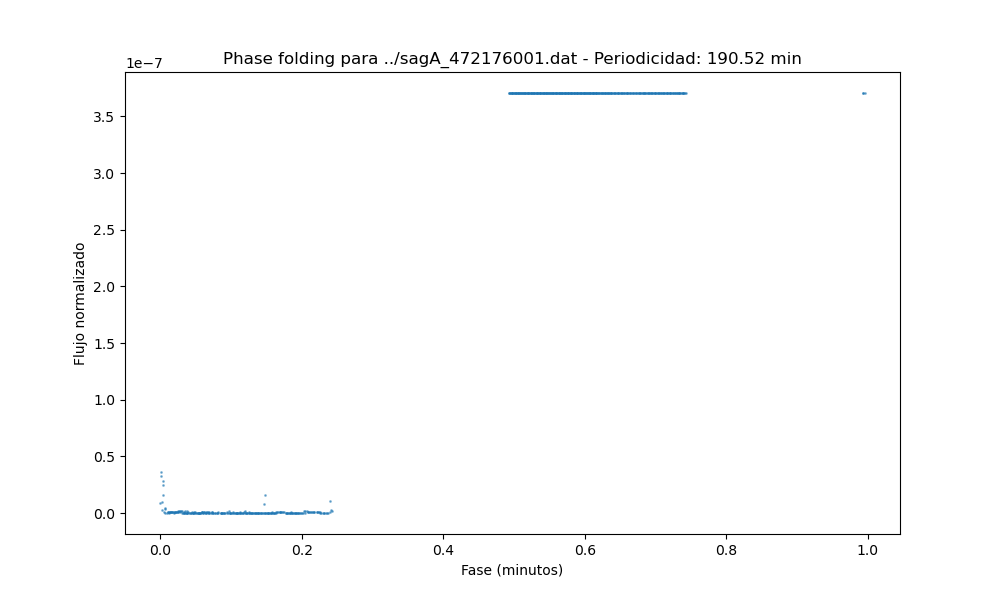 Phase folding para ../sagA_472176001.dat - Periodicidad: 190.52 min
1e−7
3.5
3.0
2.5
2.0
1.5
1.0
0.5
0.0
Flujo normalizado
0.0 0.2 0.4 0.6 0.8 1.0
Fase (minutos)